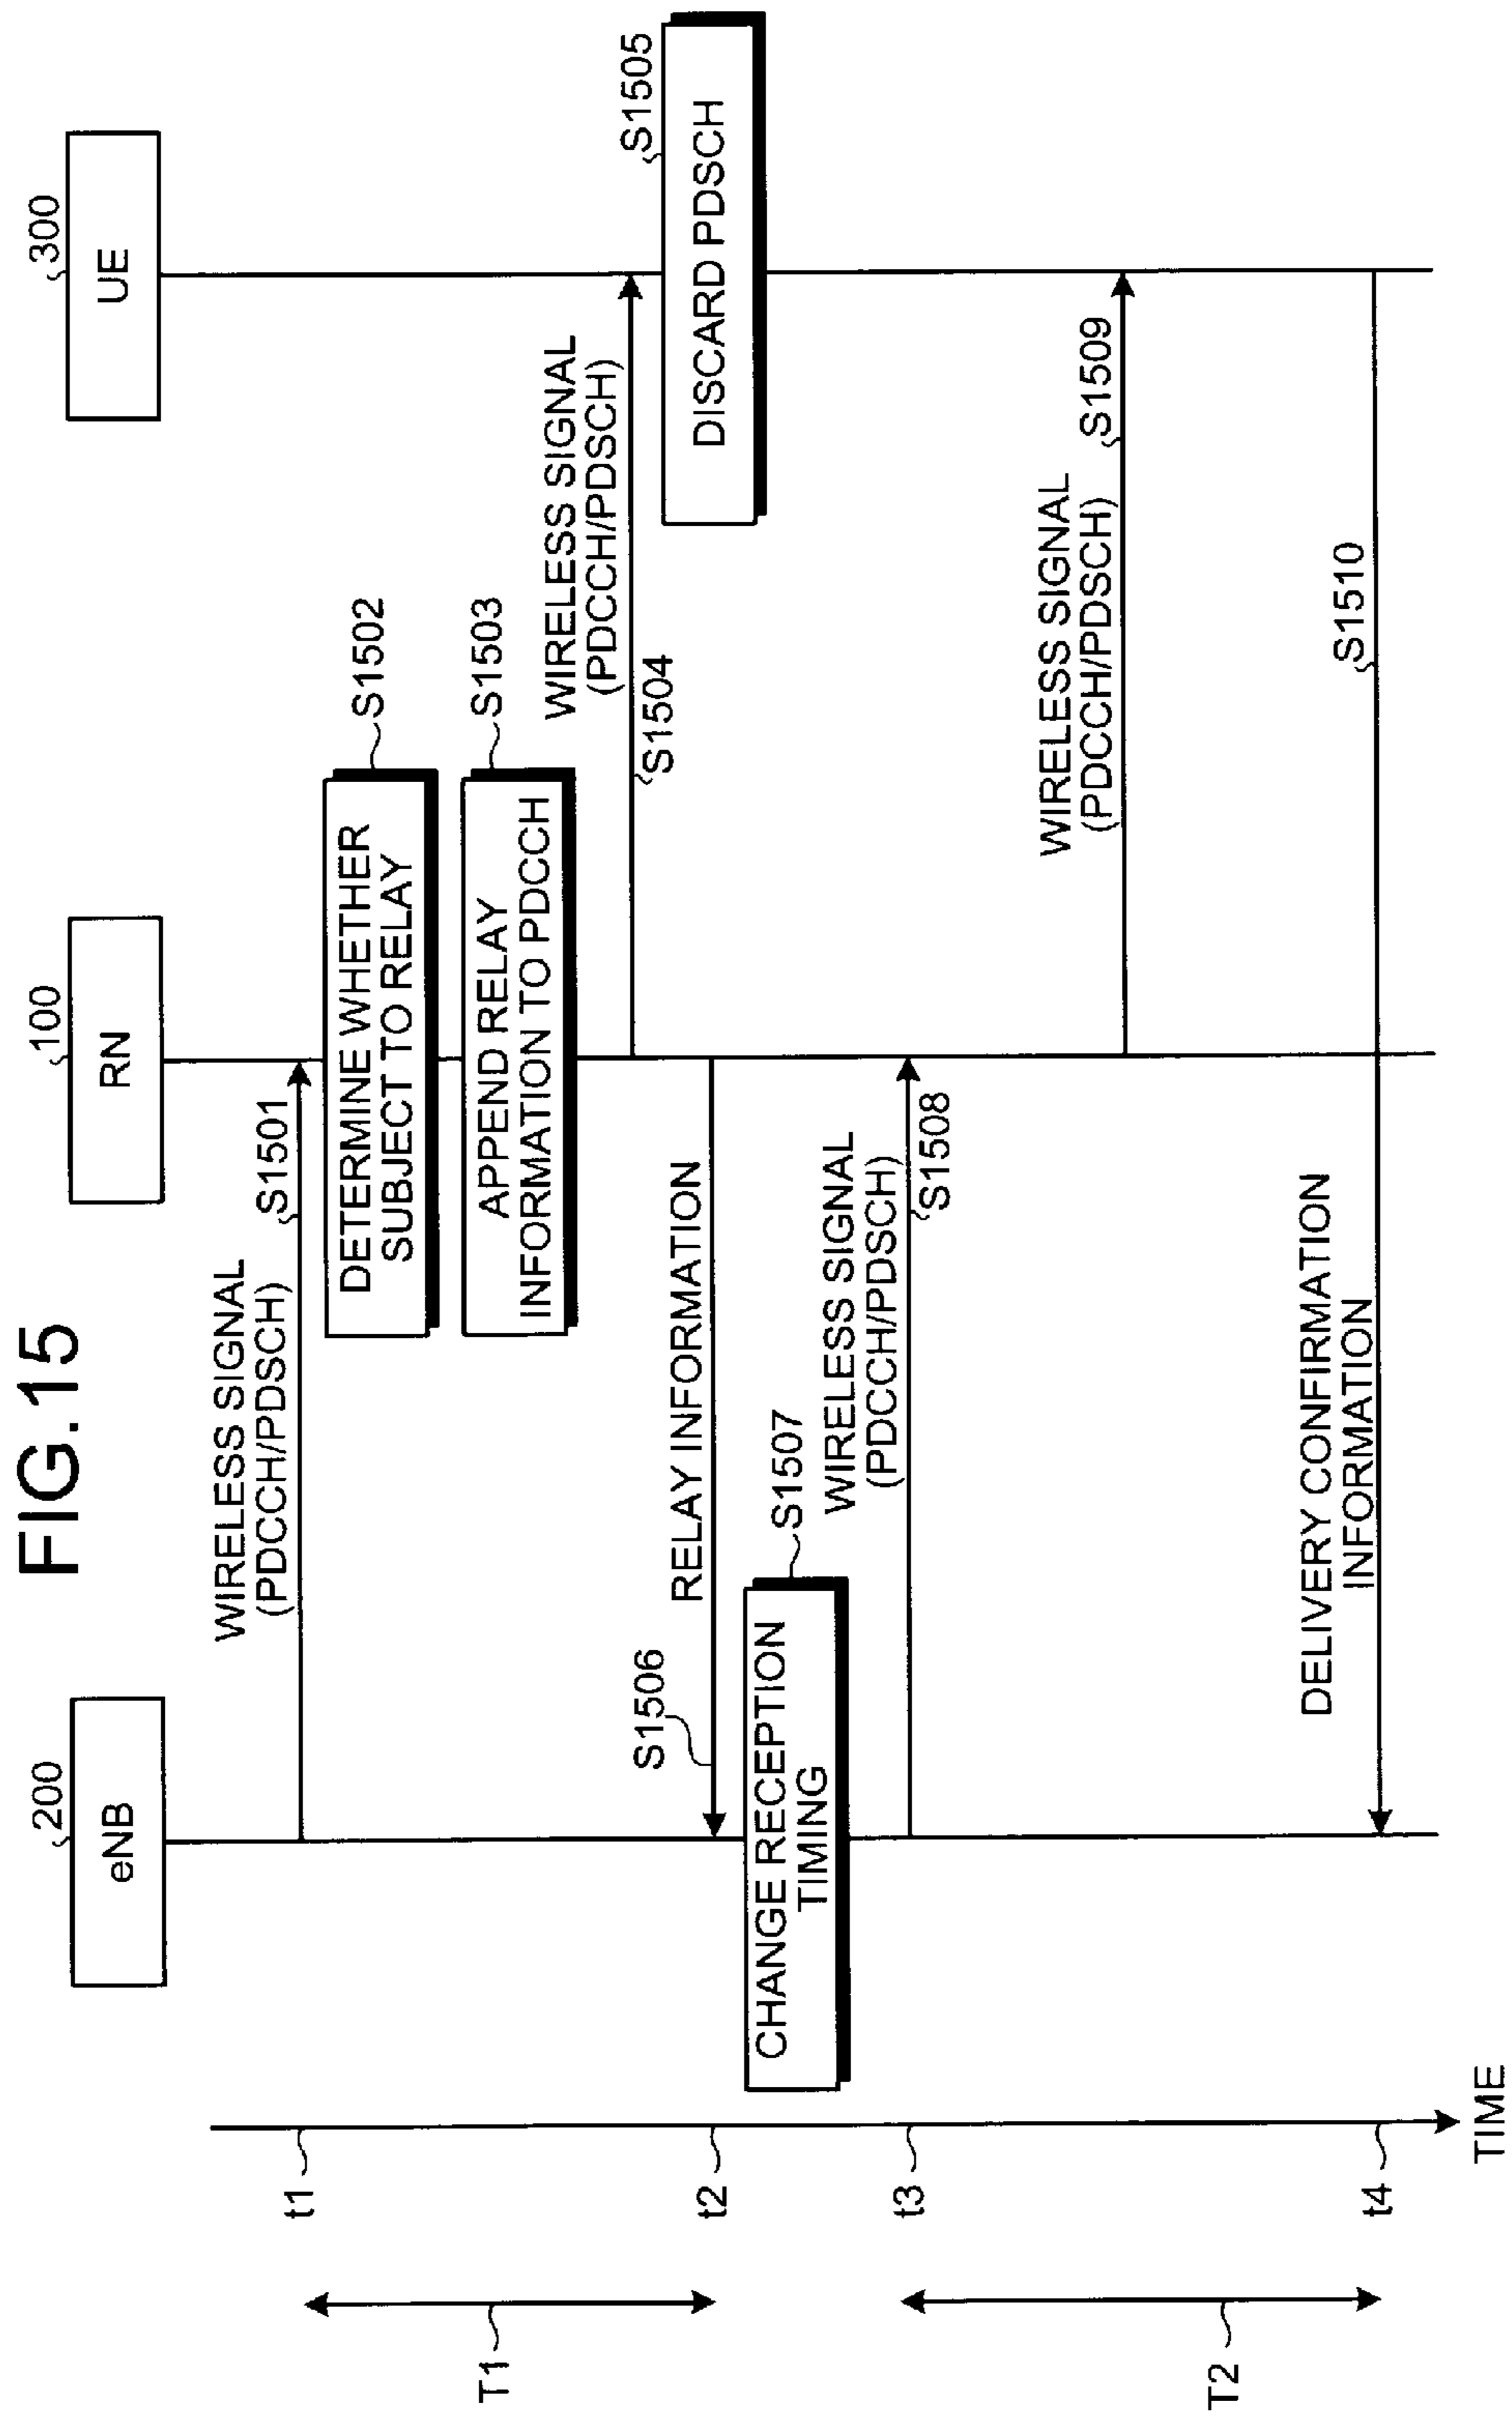 FIG.15
200
eNB
100
RN
300
UE
t1
WIRELESS SIGNAL
(PDCCH/PDSCH)
S1501
DETERMINE WHETHER
SUBJECT TO RELAY
S1502
APPEND RELAY
INFORMATION TO PDCCH
S1503
WIRELESS SIGNAL
(PDCCH/PDSCH)
S1504
S1505
DISCARD PDSCH
T1
t2
S1506
RELAY INFORMATION
CHANGE RECEPTION
TIMING
S1507
t3
WIRELESS SIGNAL
(PDCCH/PDSCH)
S1508
WIRELESS SIGNAL
(PDCCH/PDSCH)
S1509
T2
t4
DELIVERY CONFIRMATION
INFORMATION
S1510
TIME